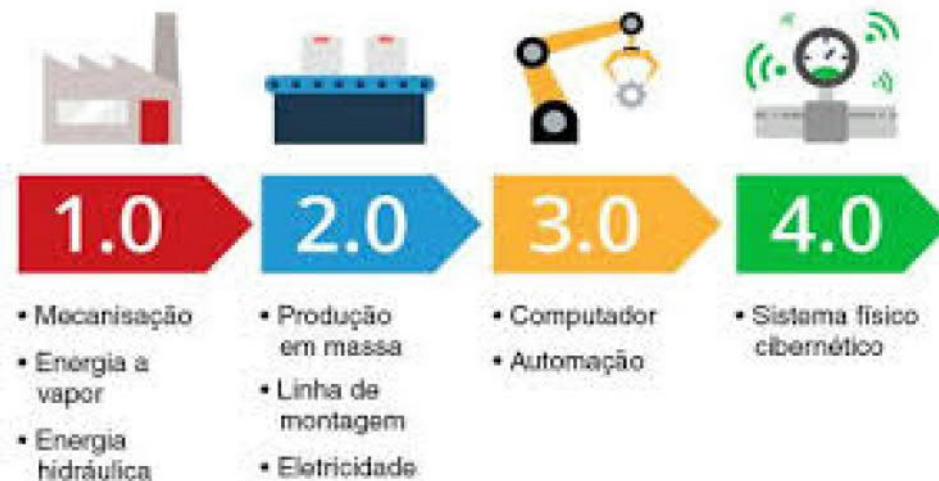 1.0
• Mecanisação
• Energia a
vapor
• Energia
hidráulica
2.0
• Produção
em massa
• Linha de
montagem
• Eletricidade
3.0
• Computador
• Automação
4.0
• Sistema físico
cibernético